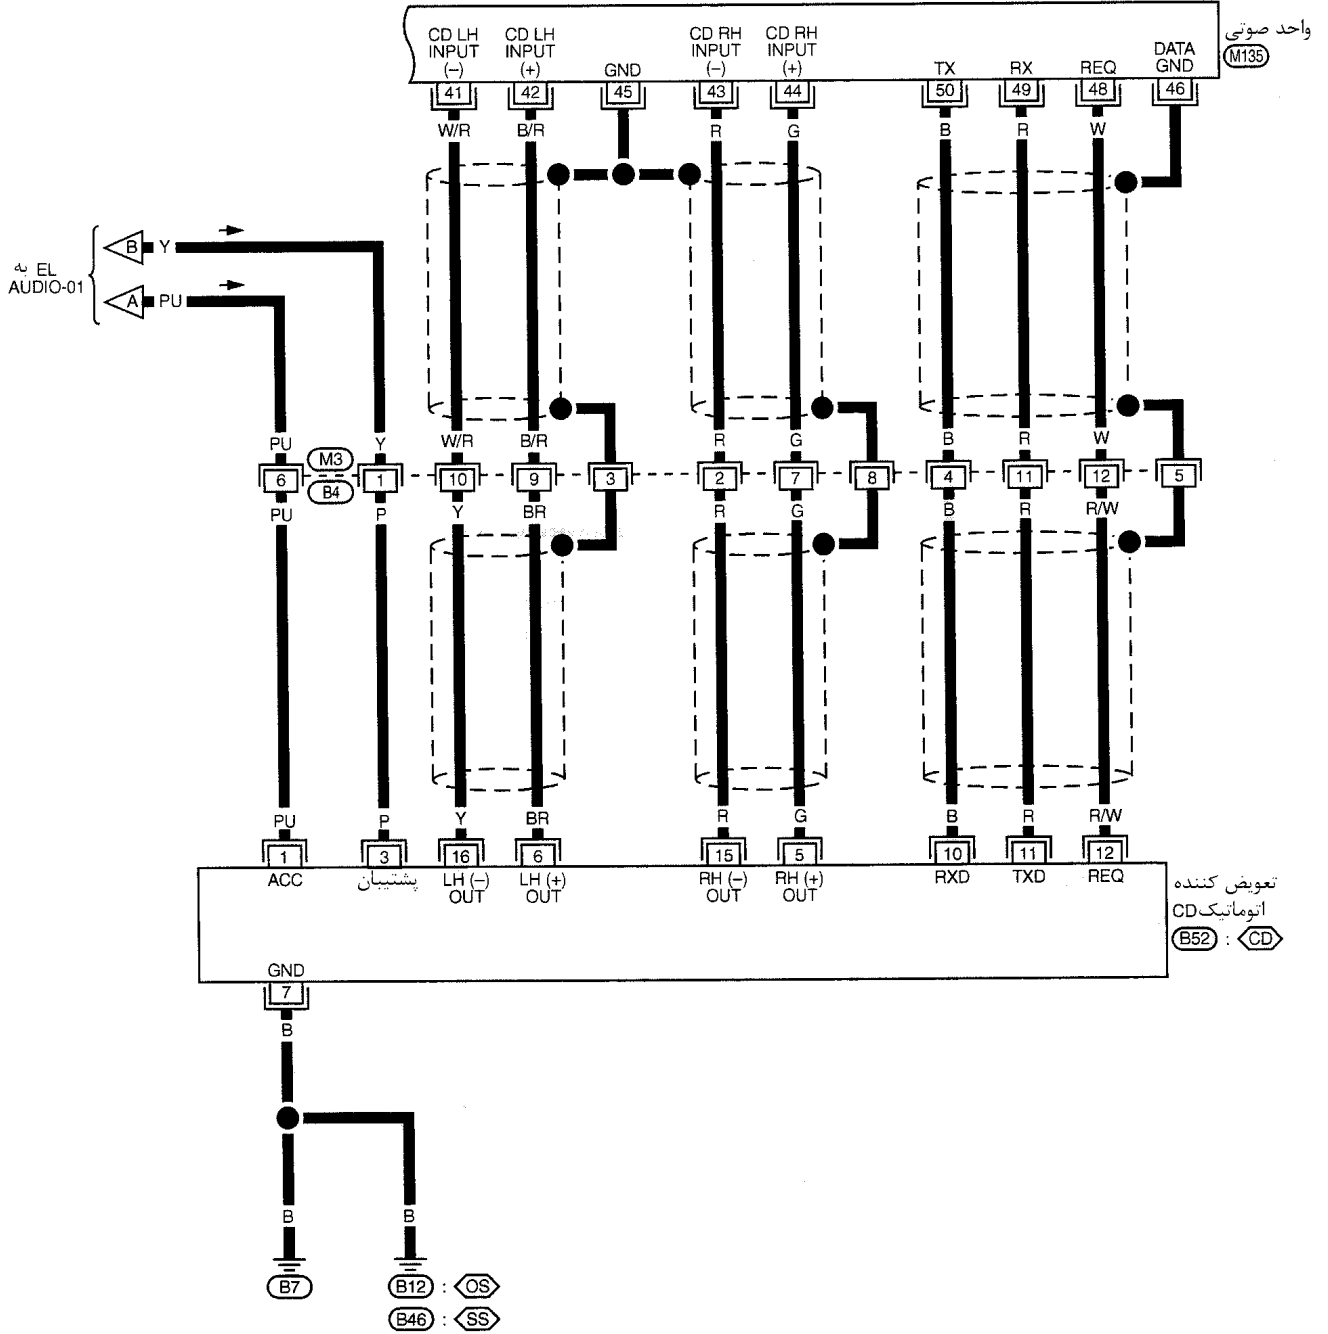 واحد صوتی
M135
CD LH INPUT (–)
CD LH INPUT (+)
GND
CD RH INPUT (–)
CD RH INPUT (+)
TX
RX
REQ
DATA GND
41 42 45 43 44 50 49 48 46
W/R B/R R G B R W
B Y
به EL
AUDIO-01
A PU
PU Y W/R B/R R G B R W
M3
6 1 10 9 3 2 7 8 4 11 12 5
B4
PU P Y BR R G B R R/W
PU P Y BR R G B R R/W
1 3 16 6 15 5 10 11 12
ACC
پشتیبان
LH (–) OUT
LH (+) OUT
RH (–) OUT
RH (+) OUT
RXD
TXD
REQ
تعویض کننده
اتوماتیک CD
B52 : CD
GND
7
B
B B
B7
B12 : OS
B46 : SS